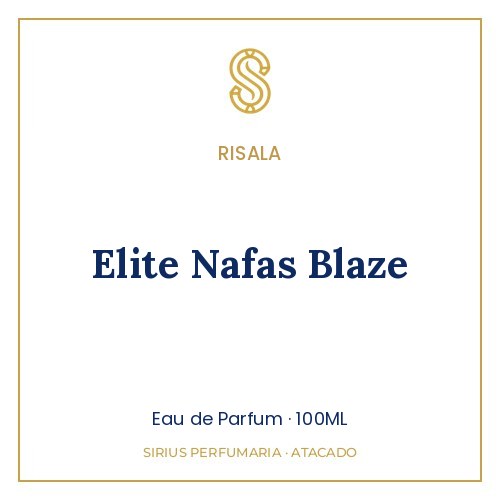 RISALA
Elite Nafas Blaze
Eau de Parfum · 100ML
SIRIUS PERFUMARIA · ATACADO